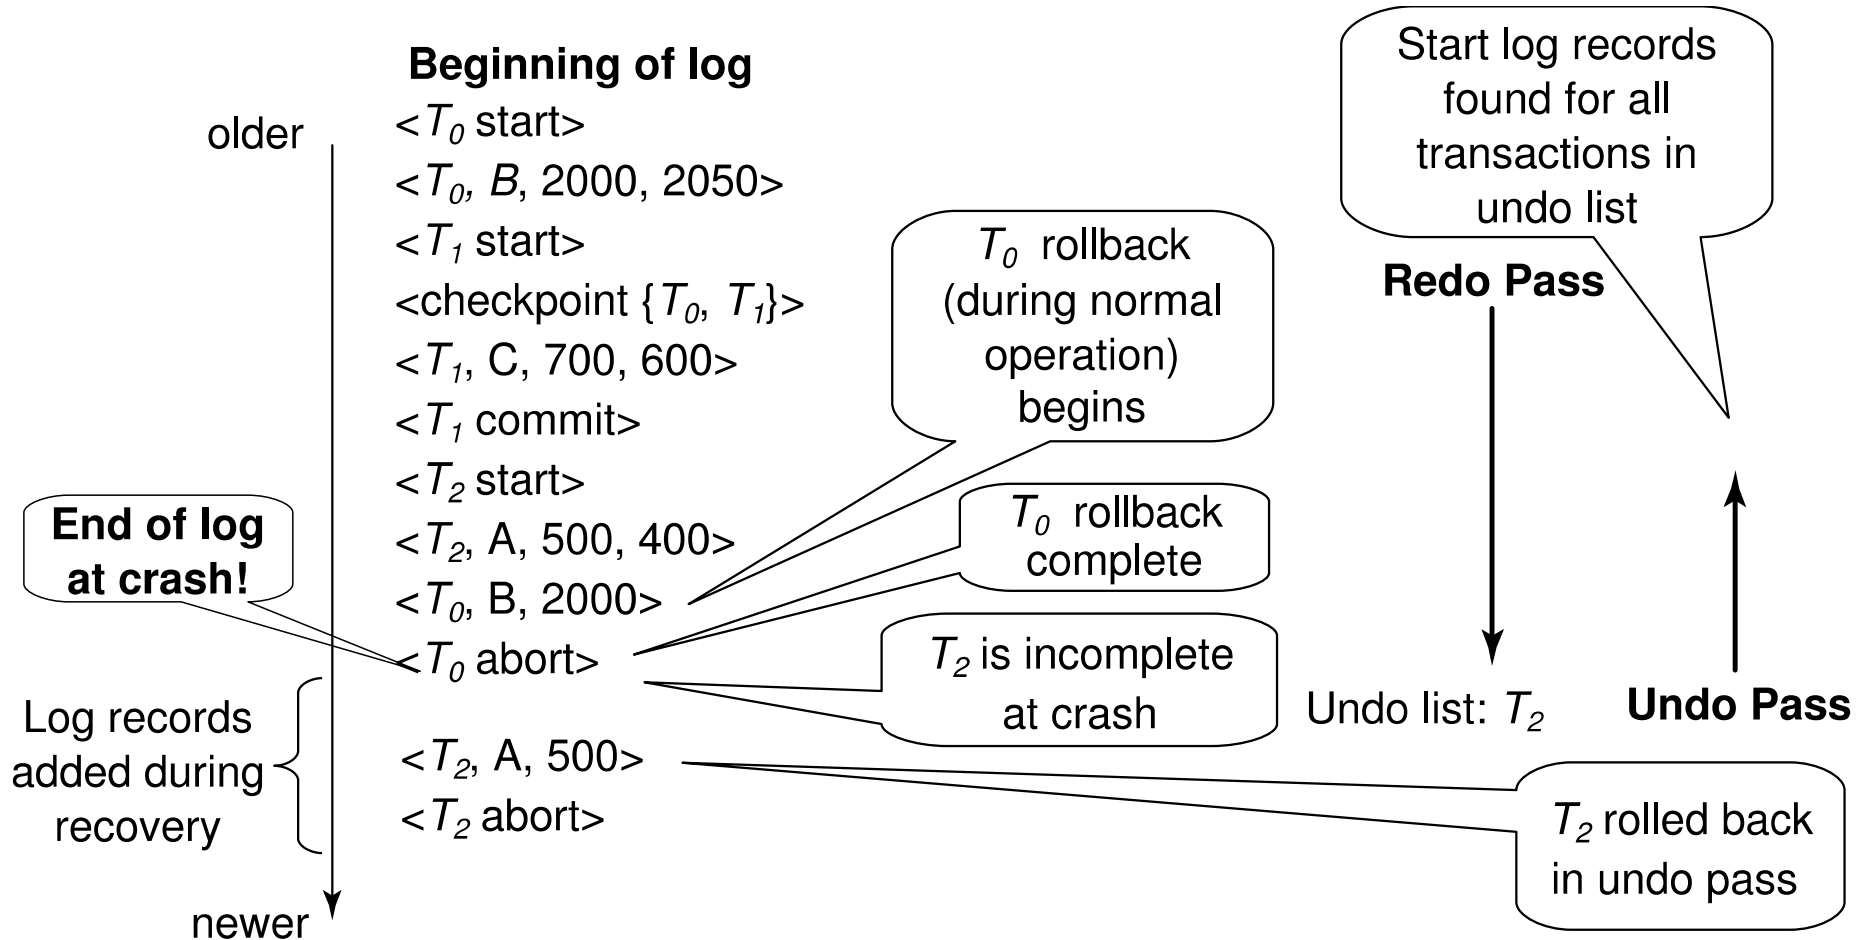 Beginning of log
older
<T0 start>
<T0, B, 2000, 2050>
<T1 start>
<checkpoint {T0, T1}>
<T1, C, 700, 600>
<T1 commit>
<T2 start>
<T2, A, 500, 400>
<T0, B, 2000>
<T0 abort>
<T2, A, 500>
<T2 abort>
newer
End of log
at crash!
Log records
added during
recovery
T0 rollback
(during normal
operation)
begins
T0 rollback
complete
T2 is incomplete
at crash
Start log records
found for all
transactions in
undo list
Redo Pass
Undo list: T2
Undo Pass
T2 rolled back
in undo pass